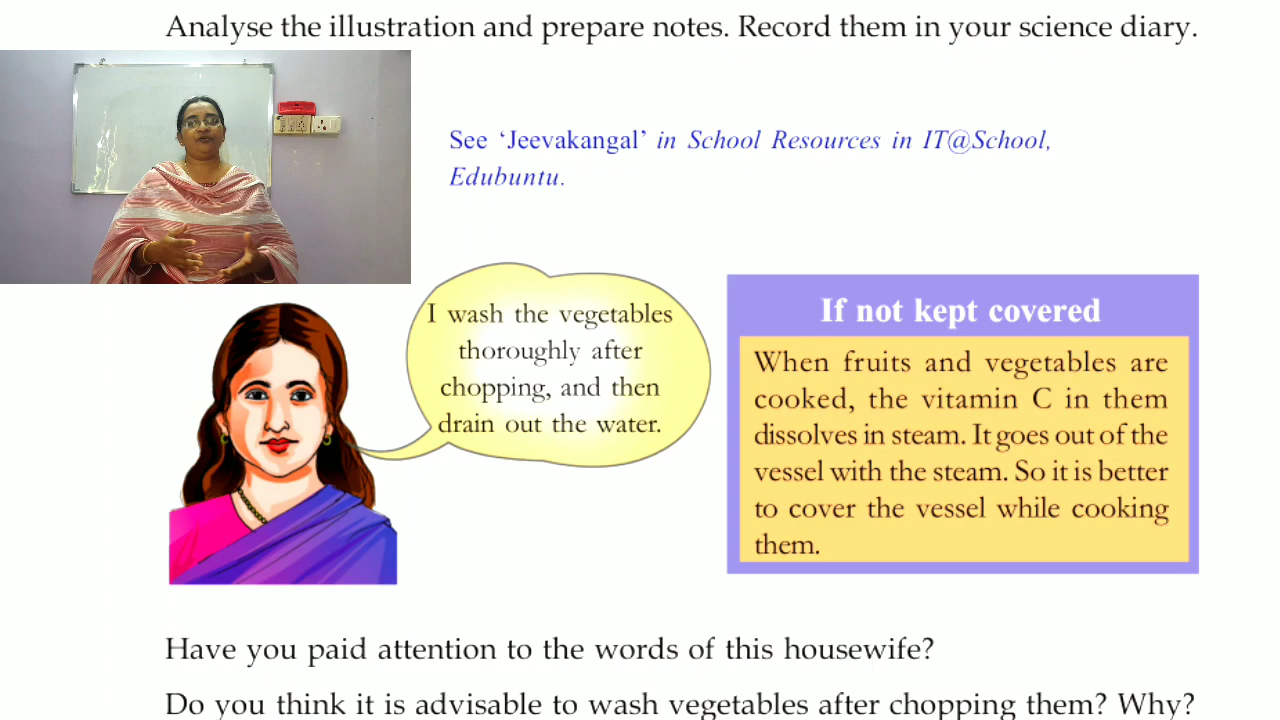 Analyse the illustration and prepare notes. Record them in your science diary.
See ‘Jeevakangal’ in School Resources in IT@School,
Edubuntu.
I wash the vegetables
thoroughly after
chopping, and then
drain out the water.
If not kept covered
When fruits and vegetables are
cooked, the vitamin C in them
dissolves in steam. It goes out of the
vessel with the steam. So it is better
to cover the vessel while cooking
them.
Have you paid attention to the words of this housewife?
Do you think it is advisable to wash vegetables after chopping them? Why?